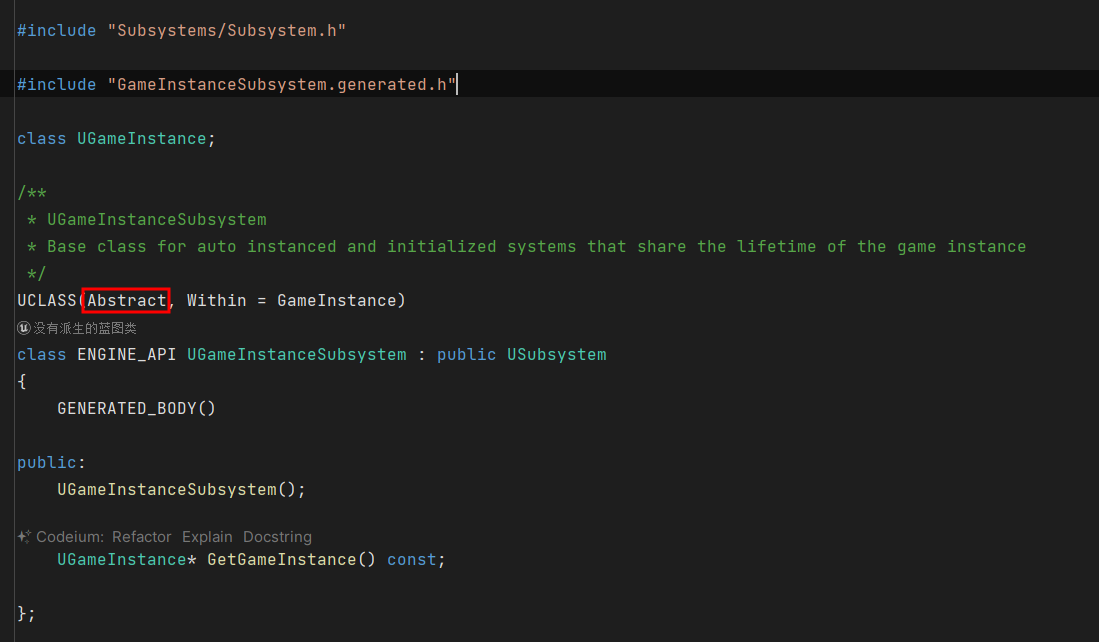 #include "Subsystems/Subsystem.h"
#include "GameInstanceSubsystem.generated.h"
class UGameInstance;
/**
 * UGameInstanceSubsystem
 * Base class for auto instanced and initialized systems that share the lifetime of the game instance
 */
UCLASS(Abstract, Within = GameInstance)
没有派生的蓝图类
class ENGINE_API UGameInstanceSubsystem : public USubsystem
{
    GENERATED_BODY()
public:
    UGameInstanceSubsystem();
Codeium: Refactor Explain Docstring
    UGameInstance* GetGameInstance() const;
};